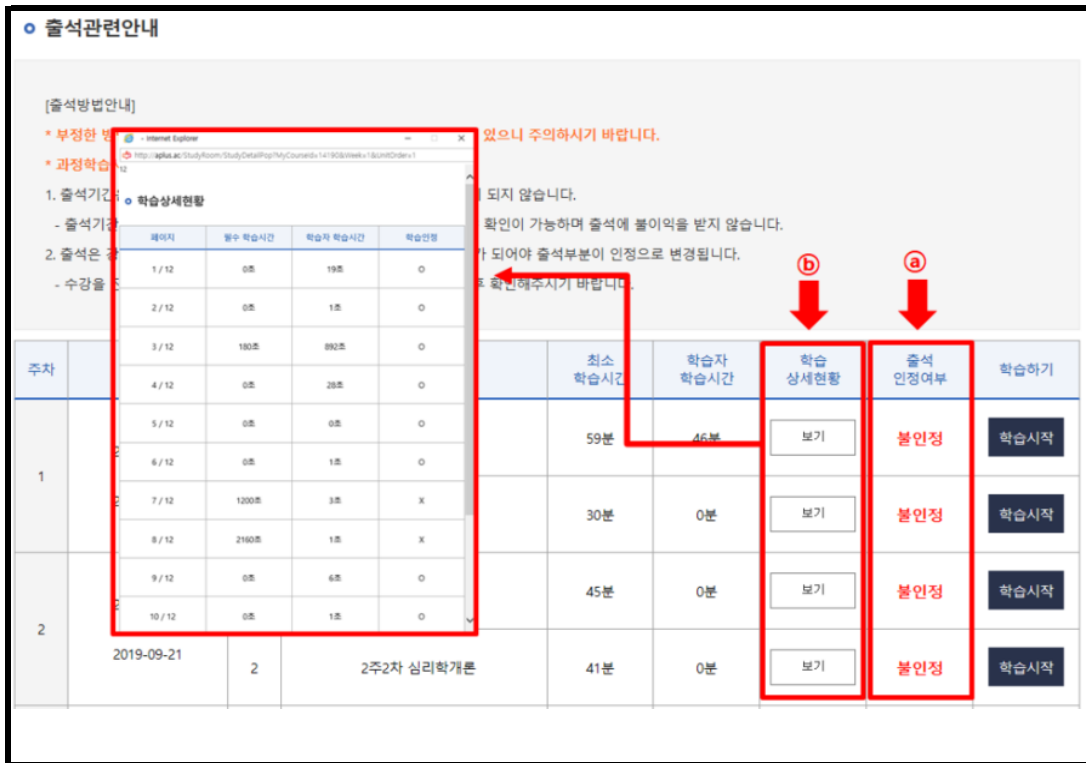 출석관련안내
[출석방법안내]
* 부정한 있으니 주의하시기 바랍니다.
* 과정학습
1. 출석기간 되지 않습니다.
- 출석기간 확인이 가능하며 출석에 불이익을 받지 않습니다.
2. 출석은 되어야 출석부분이 인정으로 변경됩니다.
- 수강을 확인해주시기 바랍니다.
ⓑ ⓐ
- Internet Explorer
http://aplus.ac/StudyRoom/StudyDetailPop?MyCourseId=14190&Week=1&UnitOrder=1
12
학습상세현황
페이지 필수 학습시간 학습자 학습시간 학습인정
1 / 12 0초 19초 O
2 / 12 0초 1초 O
3 / 12 180초 892초 O
4 / 12 0초 28초 O
5 / 12 0초 0초 O
6 / 12 0초 1초 O
7 / 12 1200초 3초 X
8 / 12 2160초 1초 X
9 / 12 0초 6초 O
10 / 12 0초 1초 O
주차 최소 학습자 학습 출석 학습하기
학습시간 학습시간 상세현황 인정여부
1 59분 46분 보기 불인정 학습시작
30분 0분 보기 불인정 학습시작
2 45분 0분 보기 불인정 학습시작
2019-09-21 2 2주2차 심리학개론 41분 0분 보기 불인정 학습시작